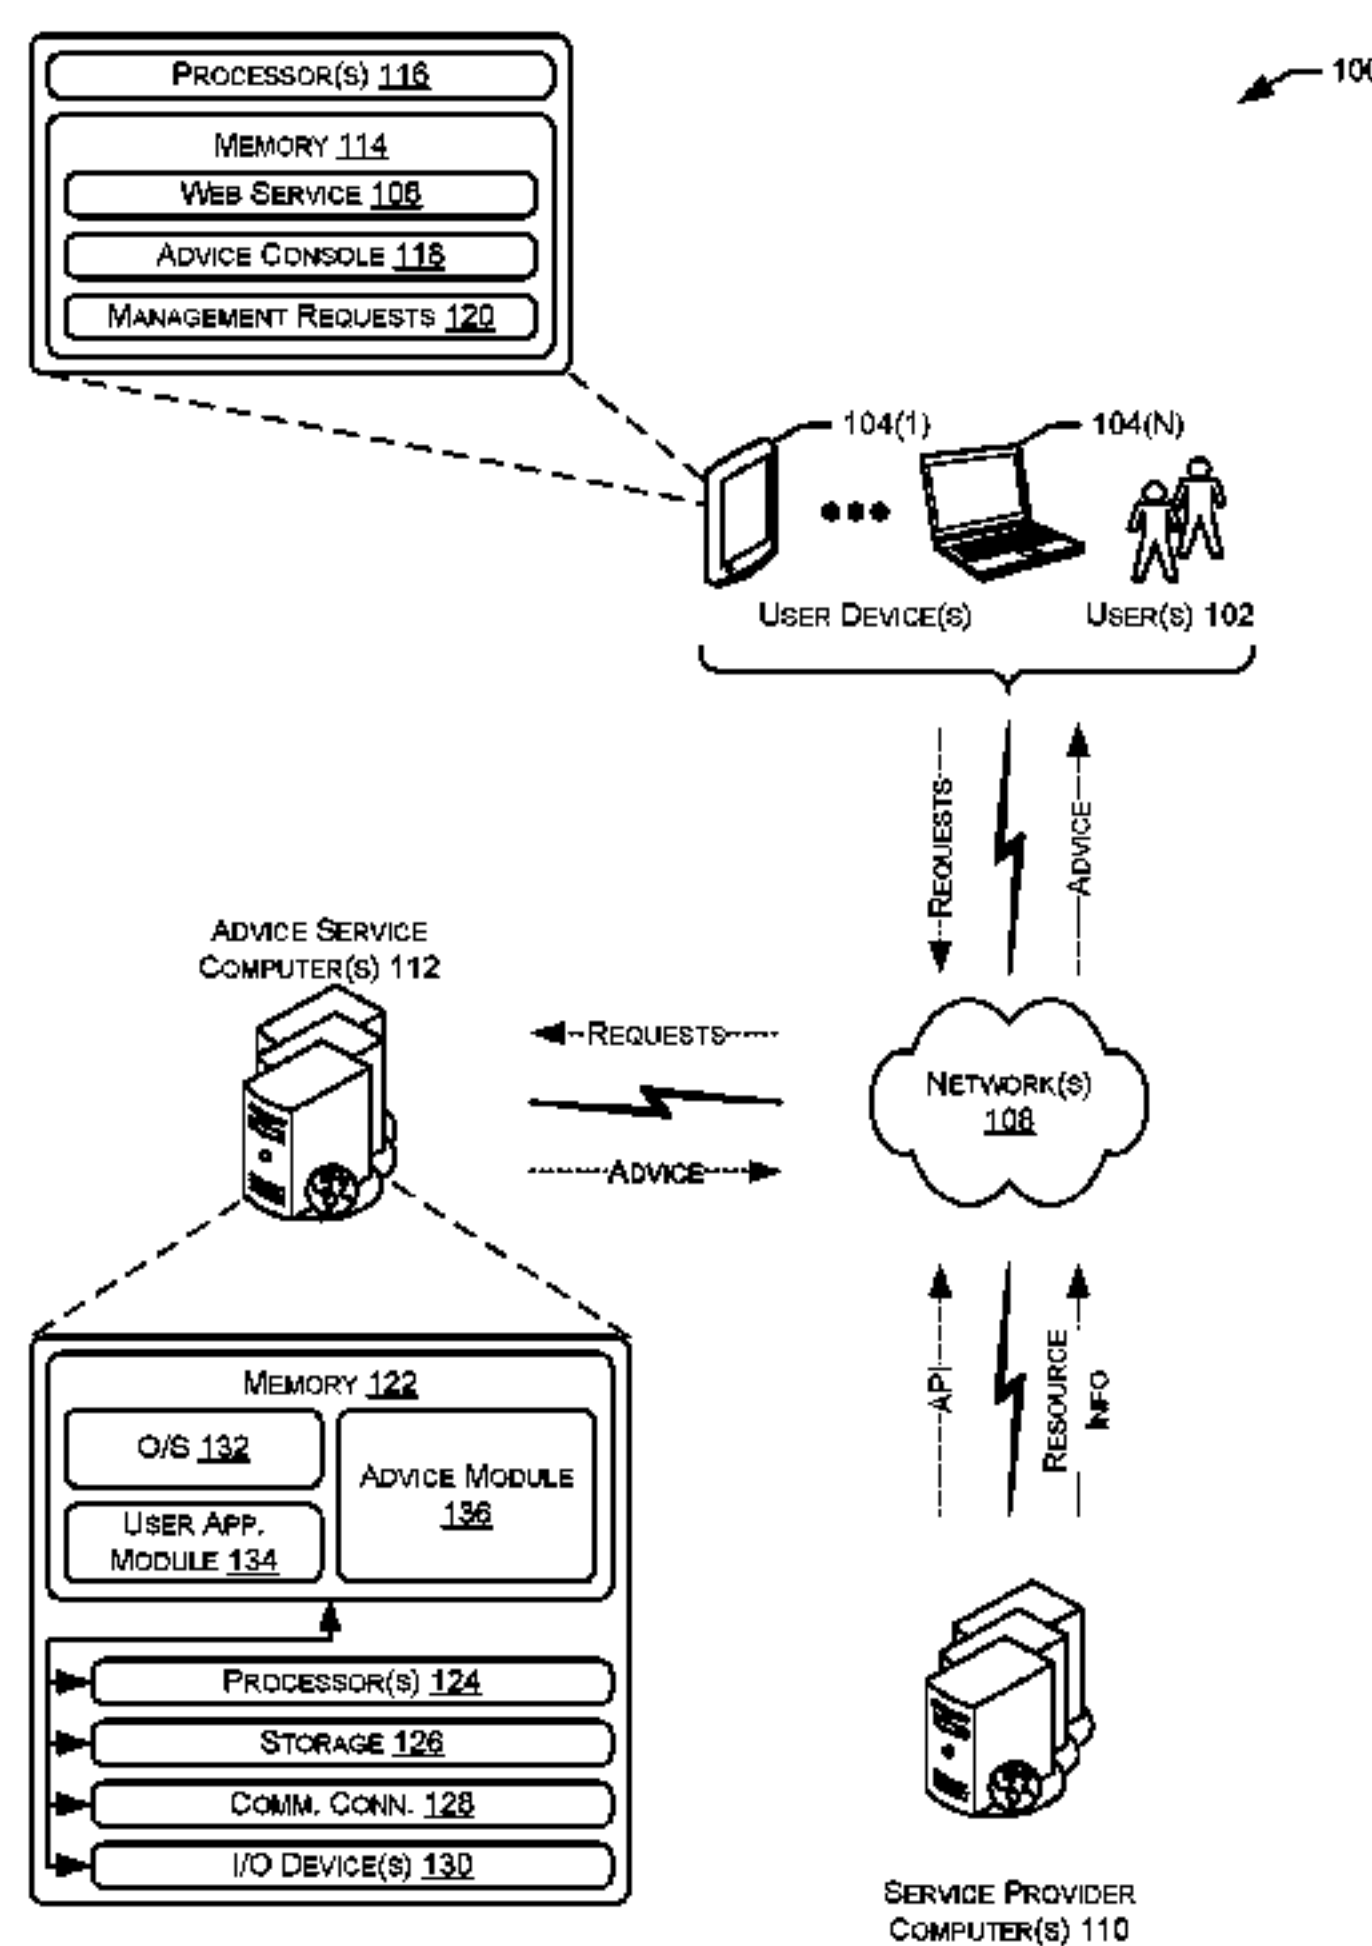 100
PROCESSOR(S) 116
MEMORY 114
WEB SERVICE 106
ADVICE CONSOLE 118
MANAGEMENT REQUESTS 120
104(1)
104(N)
USER DEVICE(S)
USER(S) 102
REQUESTS
ADVICE
ADVICE SERVICE
COMPUTER(S) 112
REQUESTS
ADVICE
NETWORK(S)
108
API
RESOURCE
INFO
MEMORY 122
O/S 132
USER APP.
MODULE 134
ADVICE MODULE
136
PROCESSOR(S) 124
STORAGE 126
COMM. CONN. 128
I/O DEVICE(S) 130
SERVICE PROVIDER
COMPUTER(S) 110